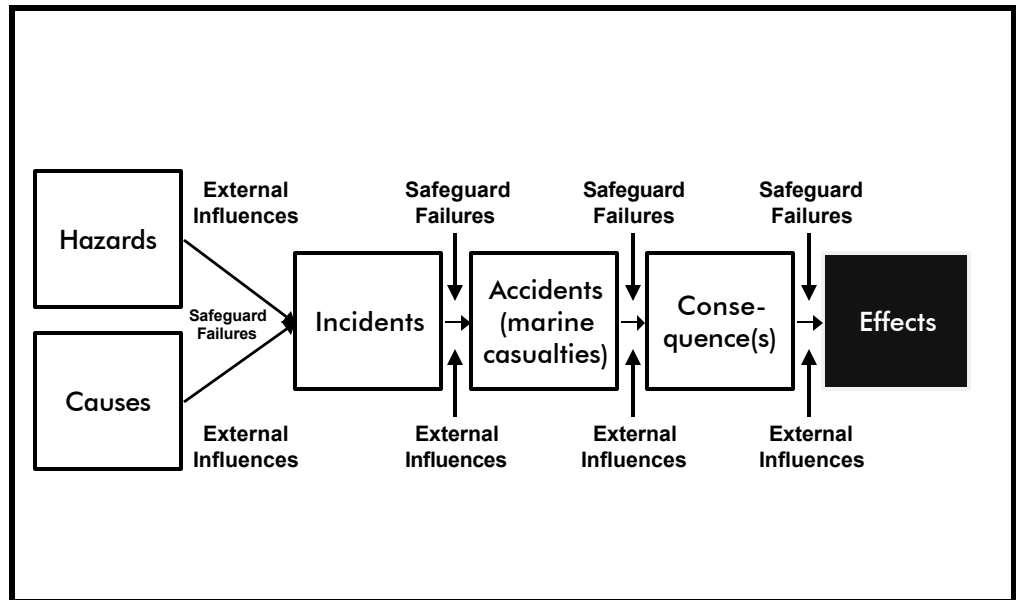 External
Influences
Safeguard
Failures
Safeguard
Failures
Safeguard
Failures
Hazards
Safeguard
Failures
Incidents
Accidents
(marine
casualties)
Conse-
quence(s)
Effects
Causes
External
Influences
External
Influences
External
Influences
External
Influences